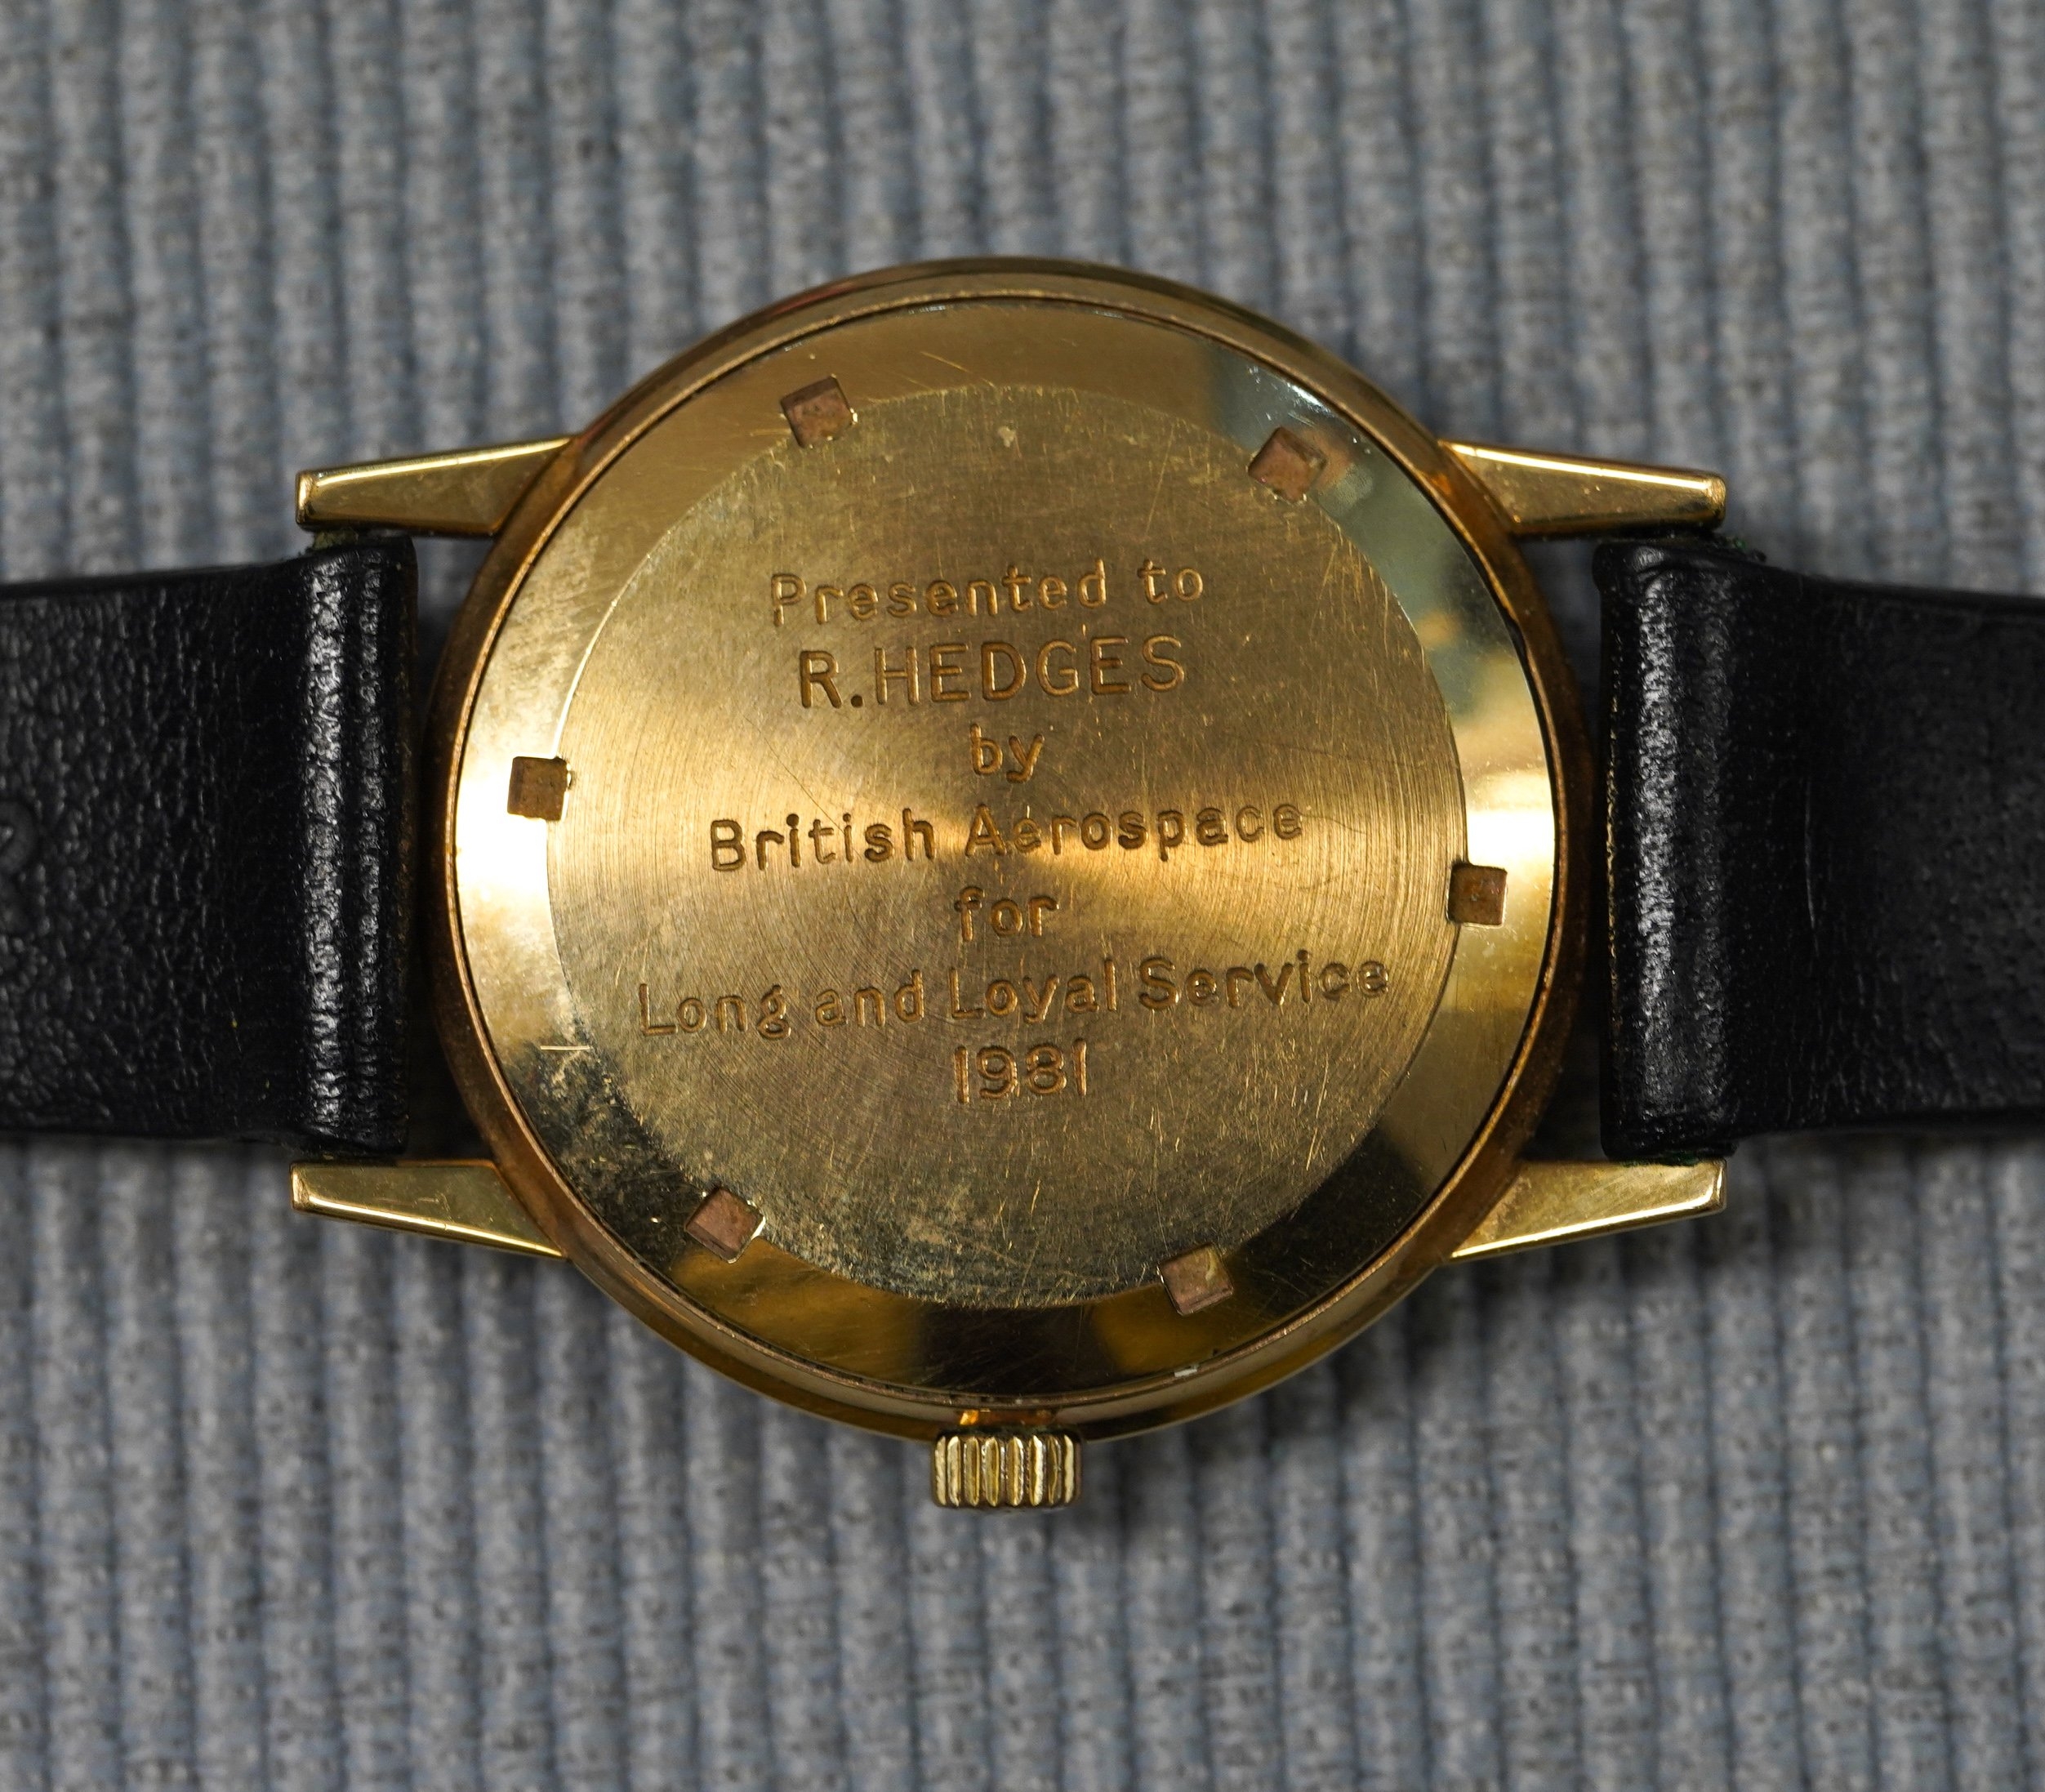 Presented to
R.HEDGES
by
British Aerospace
for
Long and Loyal Service
1981